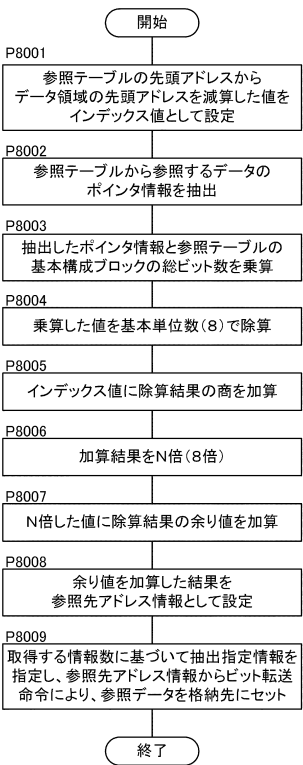 開始
P8001
参照テーブルの先頭アドレスから
データ領域の先頭アドレスを減算した値を
インデックス値として設定
P8002
参照テーブルから参照するデータの
ポインタ情報を抽出
P8003
抽出したポインタ情報と参照テーブルの
基本構成ブロックの総ビット数を乗算
P8004
乗算した値を基本単位数(8)で除算
P8005
インデックス値に除算結果の商を加算
P8006
加算結果をN倍(8倍)
P8007
N倍した値に除算結果の余り値を加算
P8008
余り値を加算した結果を
参照先アドレス情報として設定
P8009
取得する情報数に基づいて抽出指定情報を
指定し、参照先アドレス情報からビット転送
命令により、参照データを格納先にセット
終了